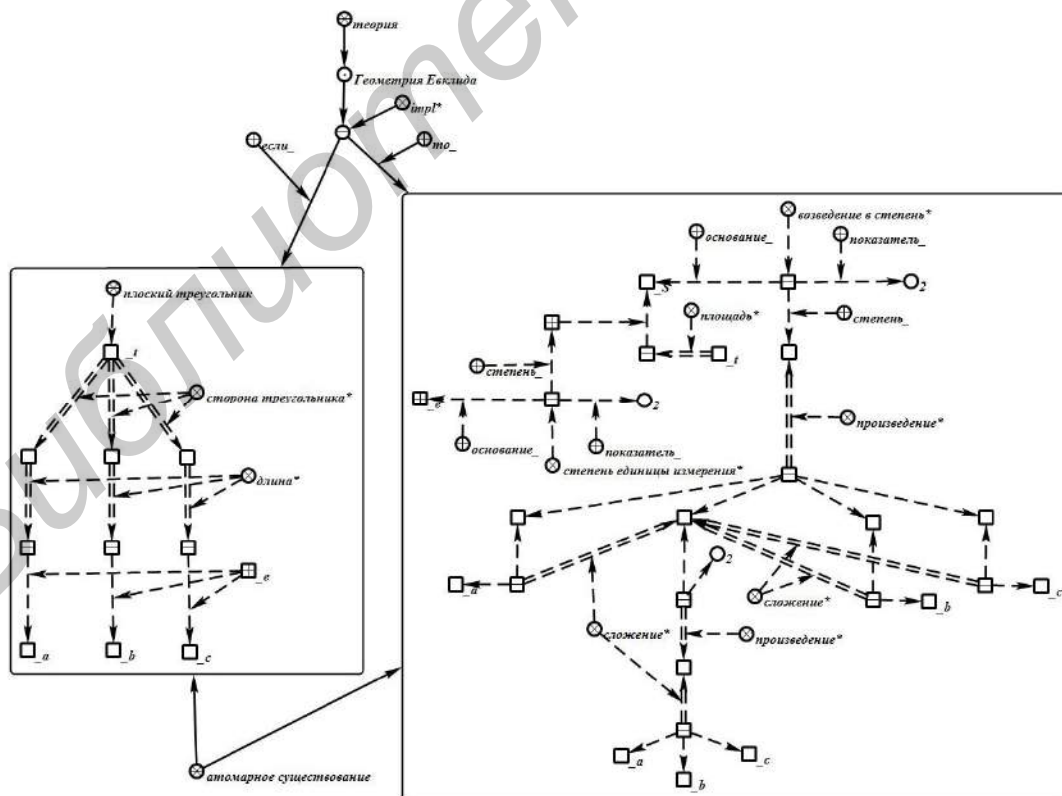 теория
Геометрия Евклида
impl*
если_
то_
возведение в степень*
основание_
показатель_
плоский треугольник
_S
2
площадь*
степень_
_t
_t
степень_
сторона треугольника*
_e
2
произведение*
основание_
показатель_
степень единицы измерения*
длина*
2
_e
_a
сложение*
_b
_c
сложение*
произведение*
_a
_b
_c
_a
_c
_b
атомарное существование
библиотек